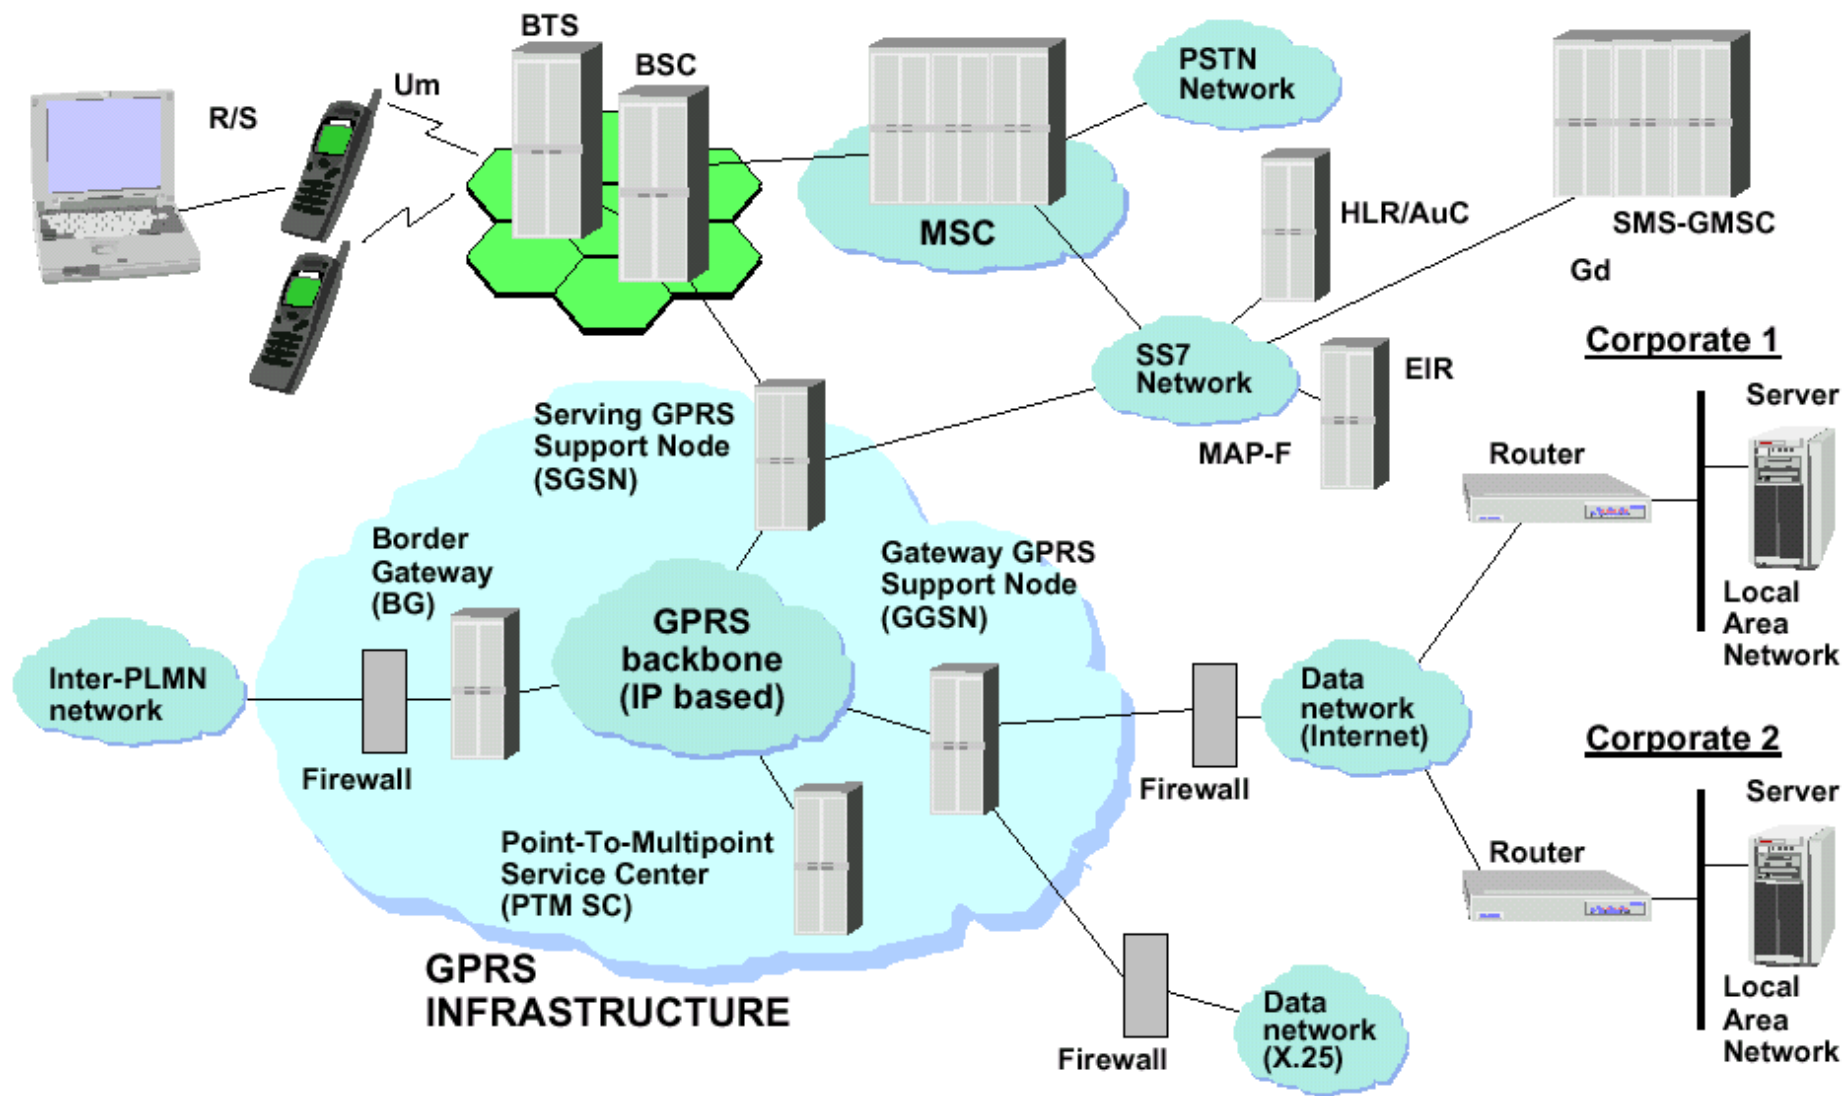 BTS
BSC
Um
R/S
PSTN
Network
MSC
HLR/AuC
SMS-GMSC
Gd
SS7
Network
EIR
MAP-F
Corporate 1
Server
Router
Local
Area
Network
Serving GPRS
Support Node
(SGSN)
Border
Gateway
(BG)
Gateway GPRS
Support Node
(GGSN)
GPRS
backbone
(IP based)
Inter-PLMN
network
Firewall
Data
network
(Internet)
Firewall
Corporate 2
Server
Router
Local
Area
Network
Point-To-Multipoint
Service Center
(PTM SC)
GPRS
INFRASTRUCTURE
Firewall
Data
network
(X.25)